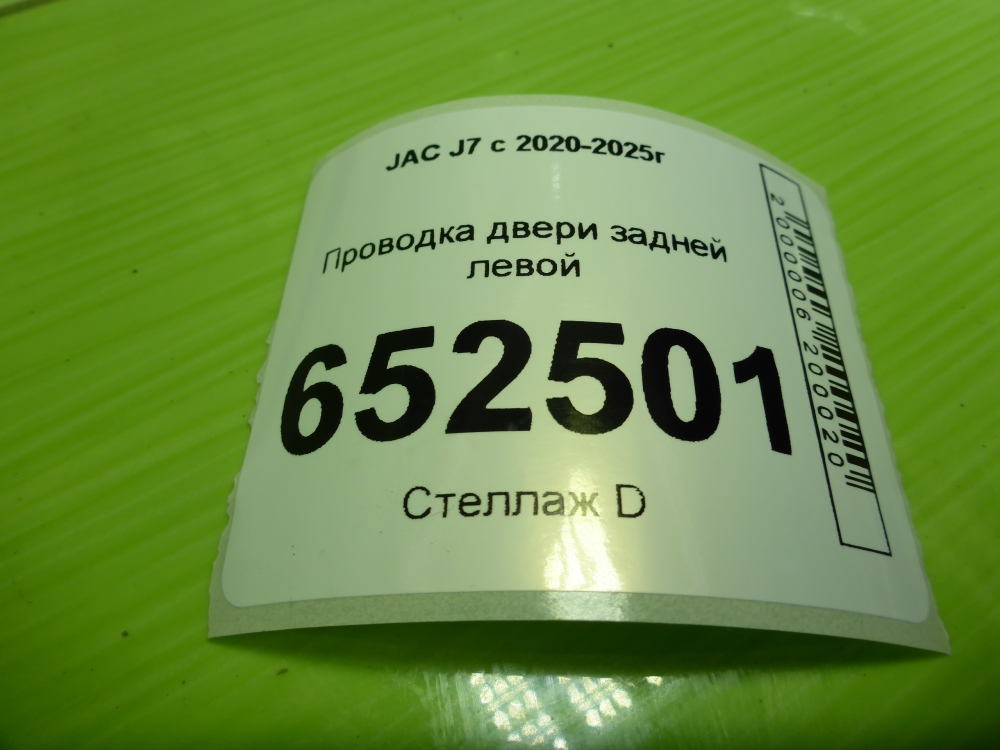 JAC J7 с 2020-2025г
Проводка двери задней
левой
652501
Стеллаж D
2000006200020